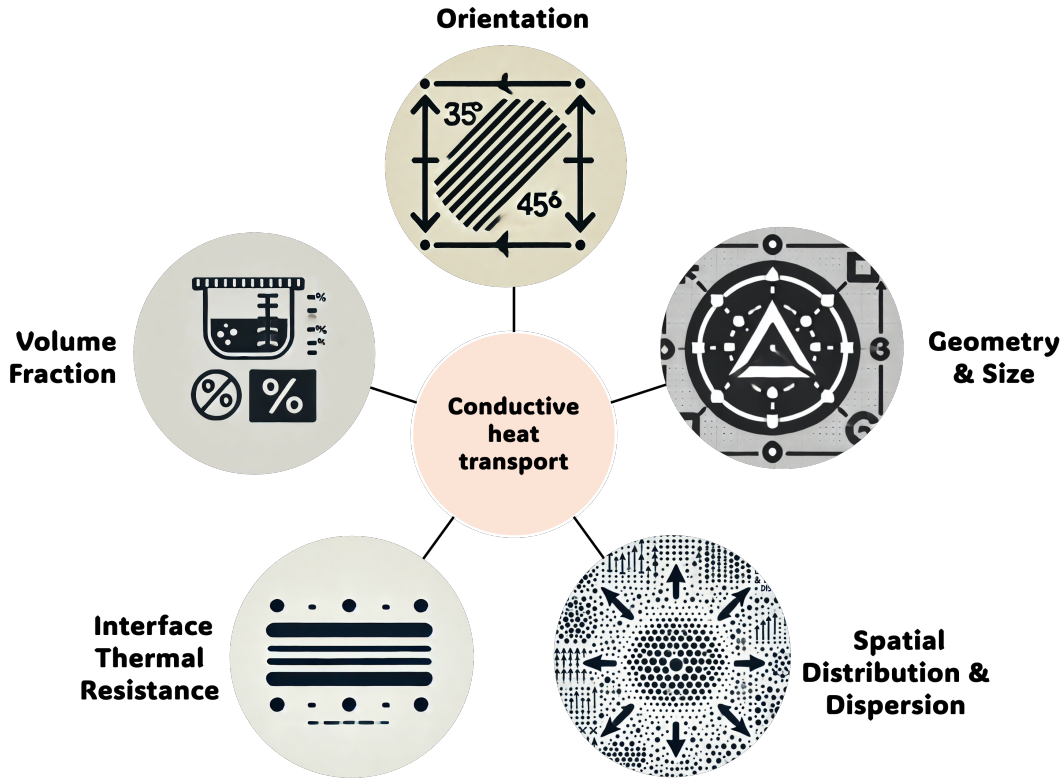 Orientation
35°
45°
Volume
Fraction
%
%
%
%
%
Geometry
& Size
Conductive
heat
transport
Interface
Thermal
Resistance
Spatial
Distribution &
Dispersion